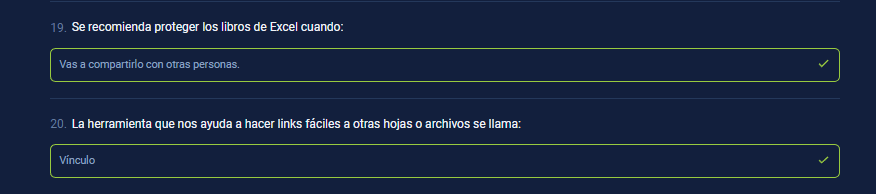 19. Se recomienda proteger los libros de Excel cuando:
Vas a compartirlo con otras personas.
20. La herramienta que nos ayuda a hacer links fáciles a otras hojas o archivos se llama:
Vínculo